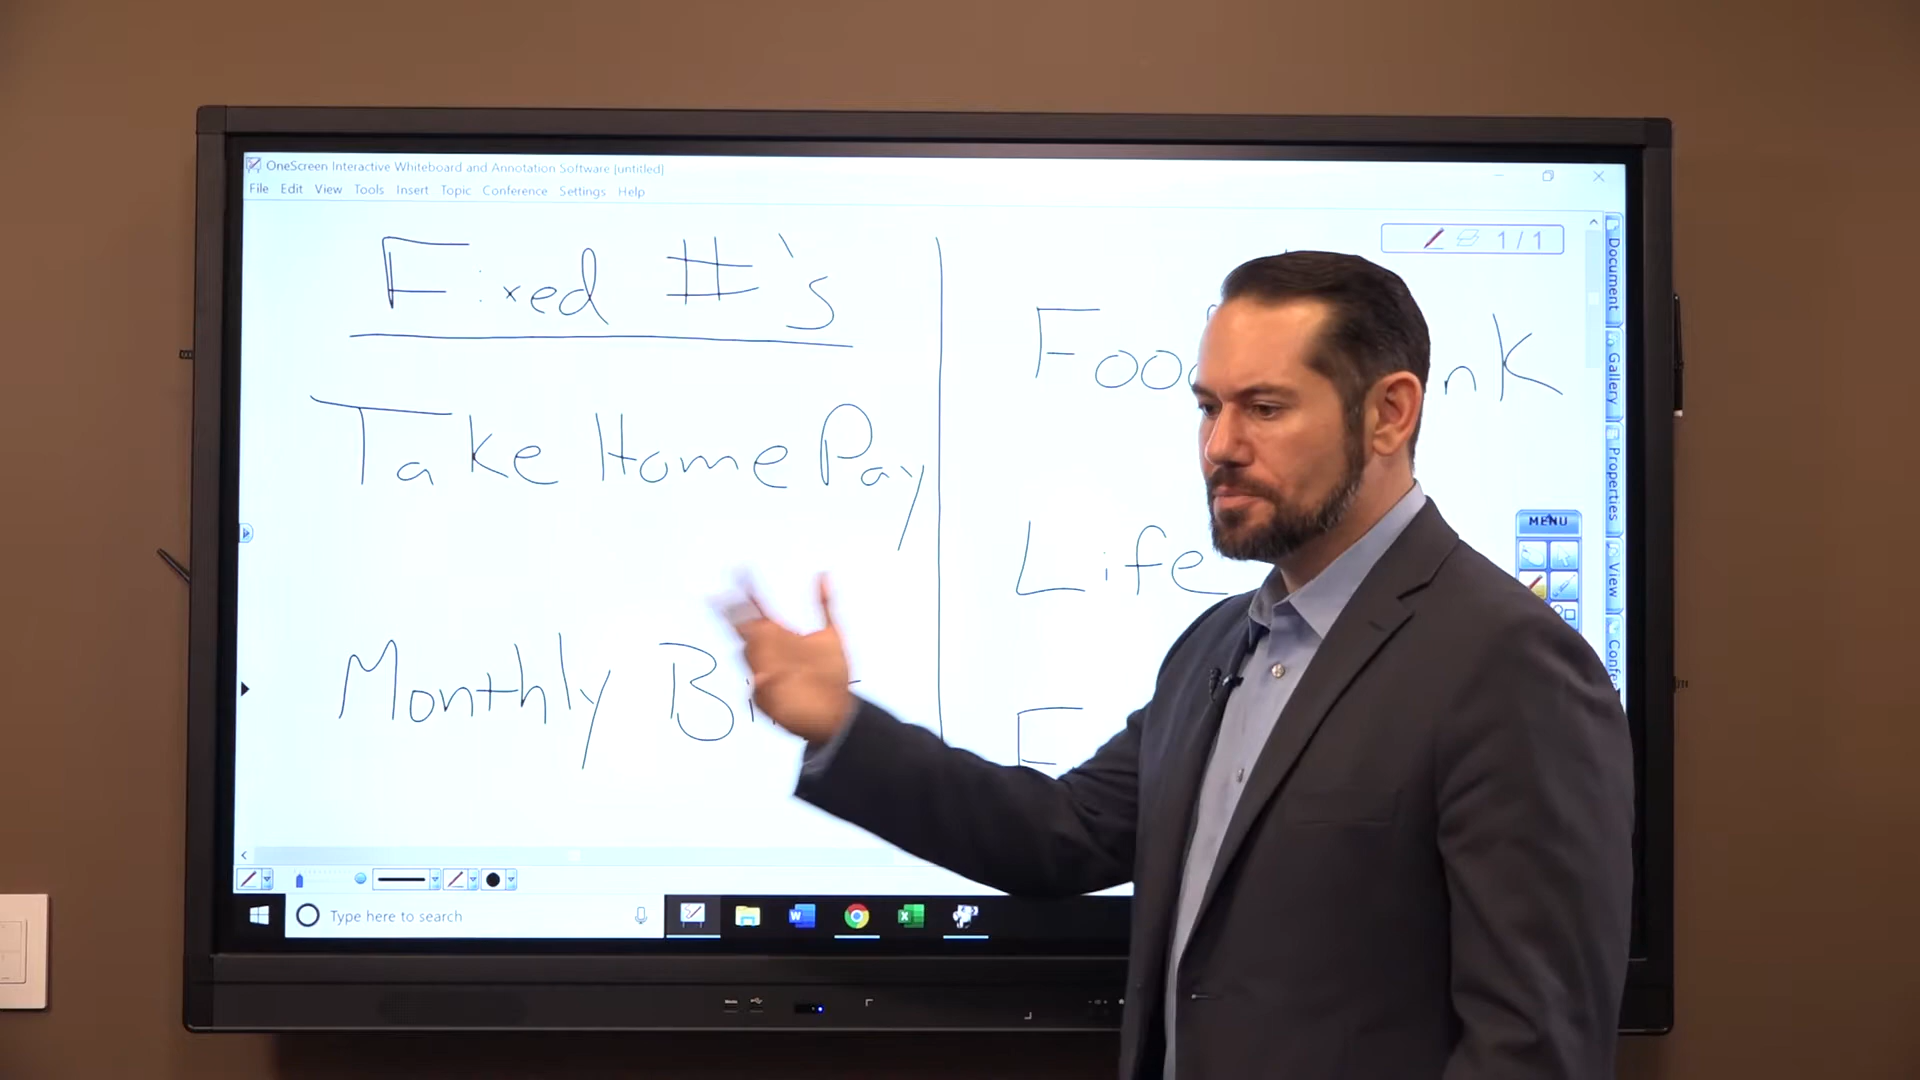 OneScreen Interactive Whiteboard and Annotation Software [untitled]
File Edit View Tools Insert Topic Conference Settings Help
1 / 1
Fixed #'s
Take Home Pay
Monthly
Life
Document
Gallery
Properties
View
MENU
Type here to search